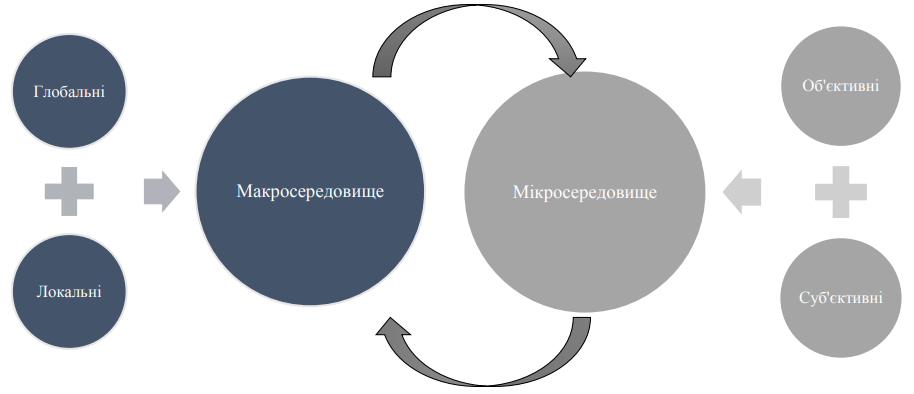 Глобальні
Об'єктивні
Макросередовище
Мікросередовище
Локальні
Суб'єктивні